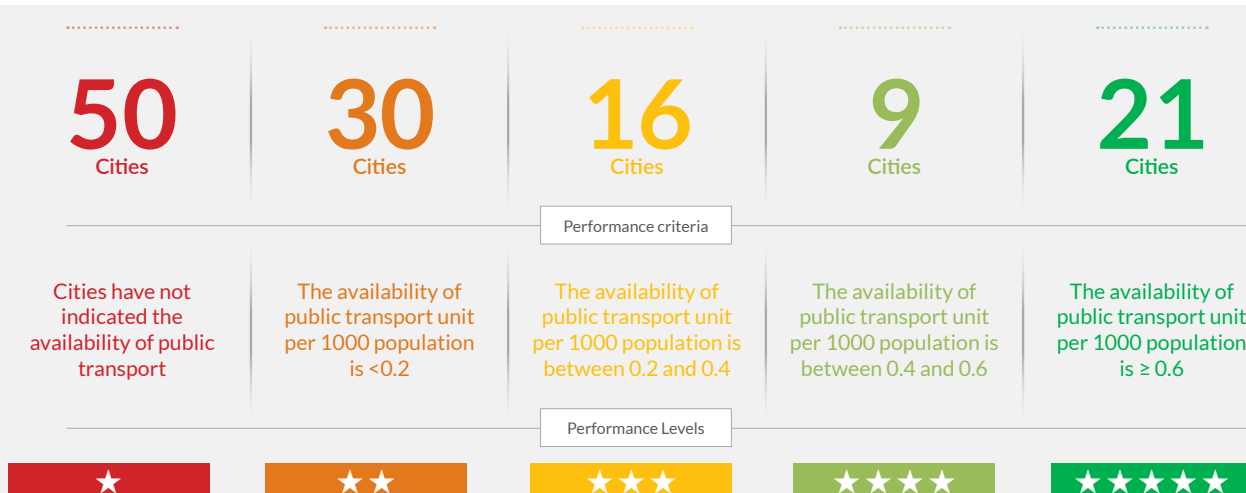 50
Cities
30
Cities
16
Cities
9
Cities
21
Cities
Performance criteria
Cities have not
indicated the
availability of public
transport
The availability of
public transport unit
per 1000 population
is <0.2
The availability of
public transport unit
per 1000 population is
between 0.2 and 0.4
The availability of
public transport unit
per 1000 population is
between 0.4 and 0.6
The availability of
public transport unit
per 1000 population
is ≥ 0.6
Performance Levels